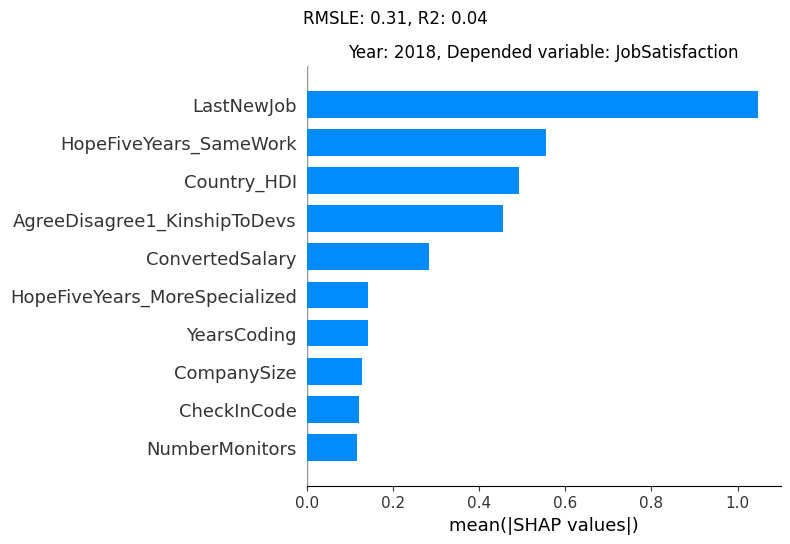 RMSLE: 0.31, R2: 0.04
Year: 2018, Depended variable: JobSatisfaction
LastNewJob
HopeFiveYears_SameWork
Country_HDI
AgreeDisagree1_KinshipToDevs
ConvertedSalary
HopeFiveYears_MoreSpecialized
YearsCoding
CompanySize
CheckInCode
NumberMonitors
0.0 0.2 0.4 0.6 0.8 1.0
mean(|SHAP values|)